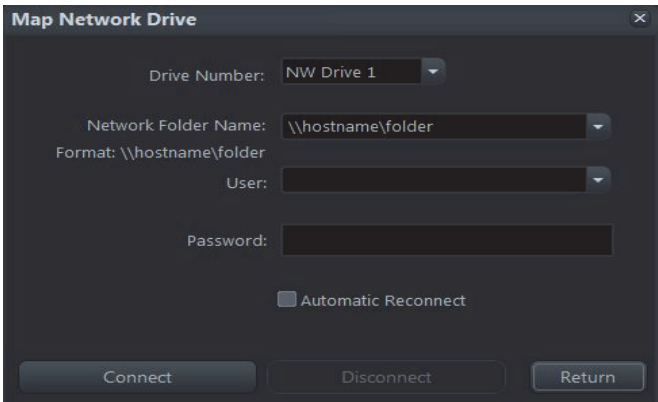 Map Network Drive
Drive Number: NW Drive 1
Network Folder Name: \\hostname\folder
Format: \\hostname\folder
User:
Password:
Automatic Reconnect
Connect Disconnect Return